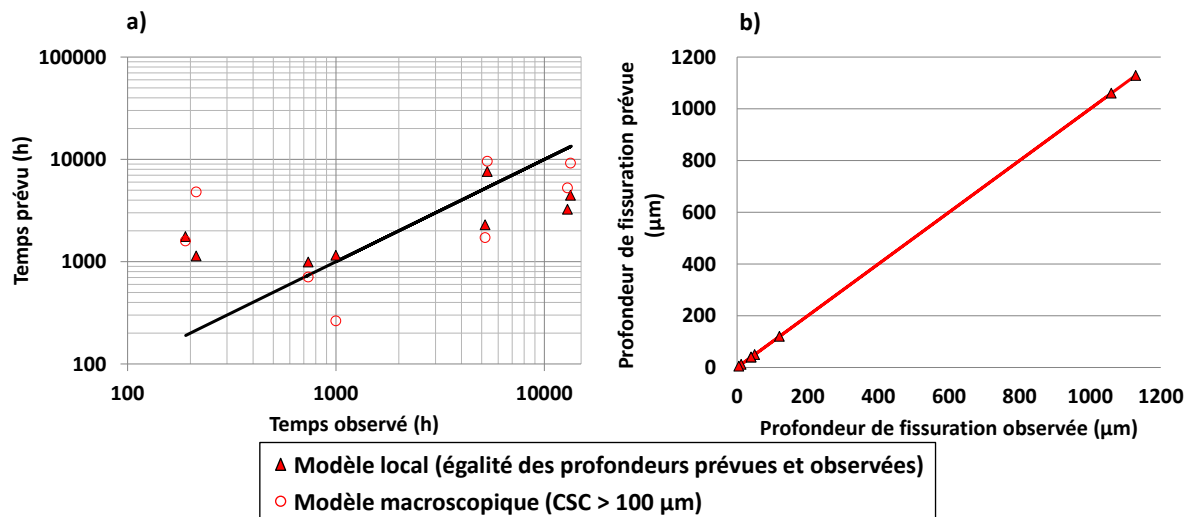 a)
100000
10000
1000
100
100
1000
10000
Temps prévu (h)
Temps observé (h)
b)
1200
1000
800
600
400
200
0
0
200
400
600
800
1000
1200
Profondeur de fissuration prévue
(µm)
Profondeur de fissuration observée (µm)
Modèle local (égalité des profondeurs prévues et observées)
Modèle macroscopique (CSC > 100 µm)